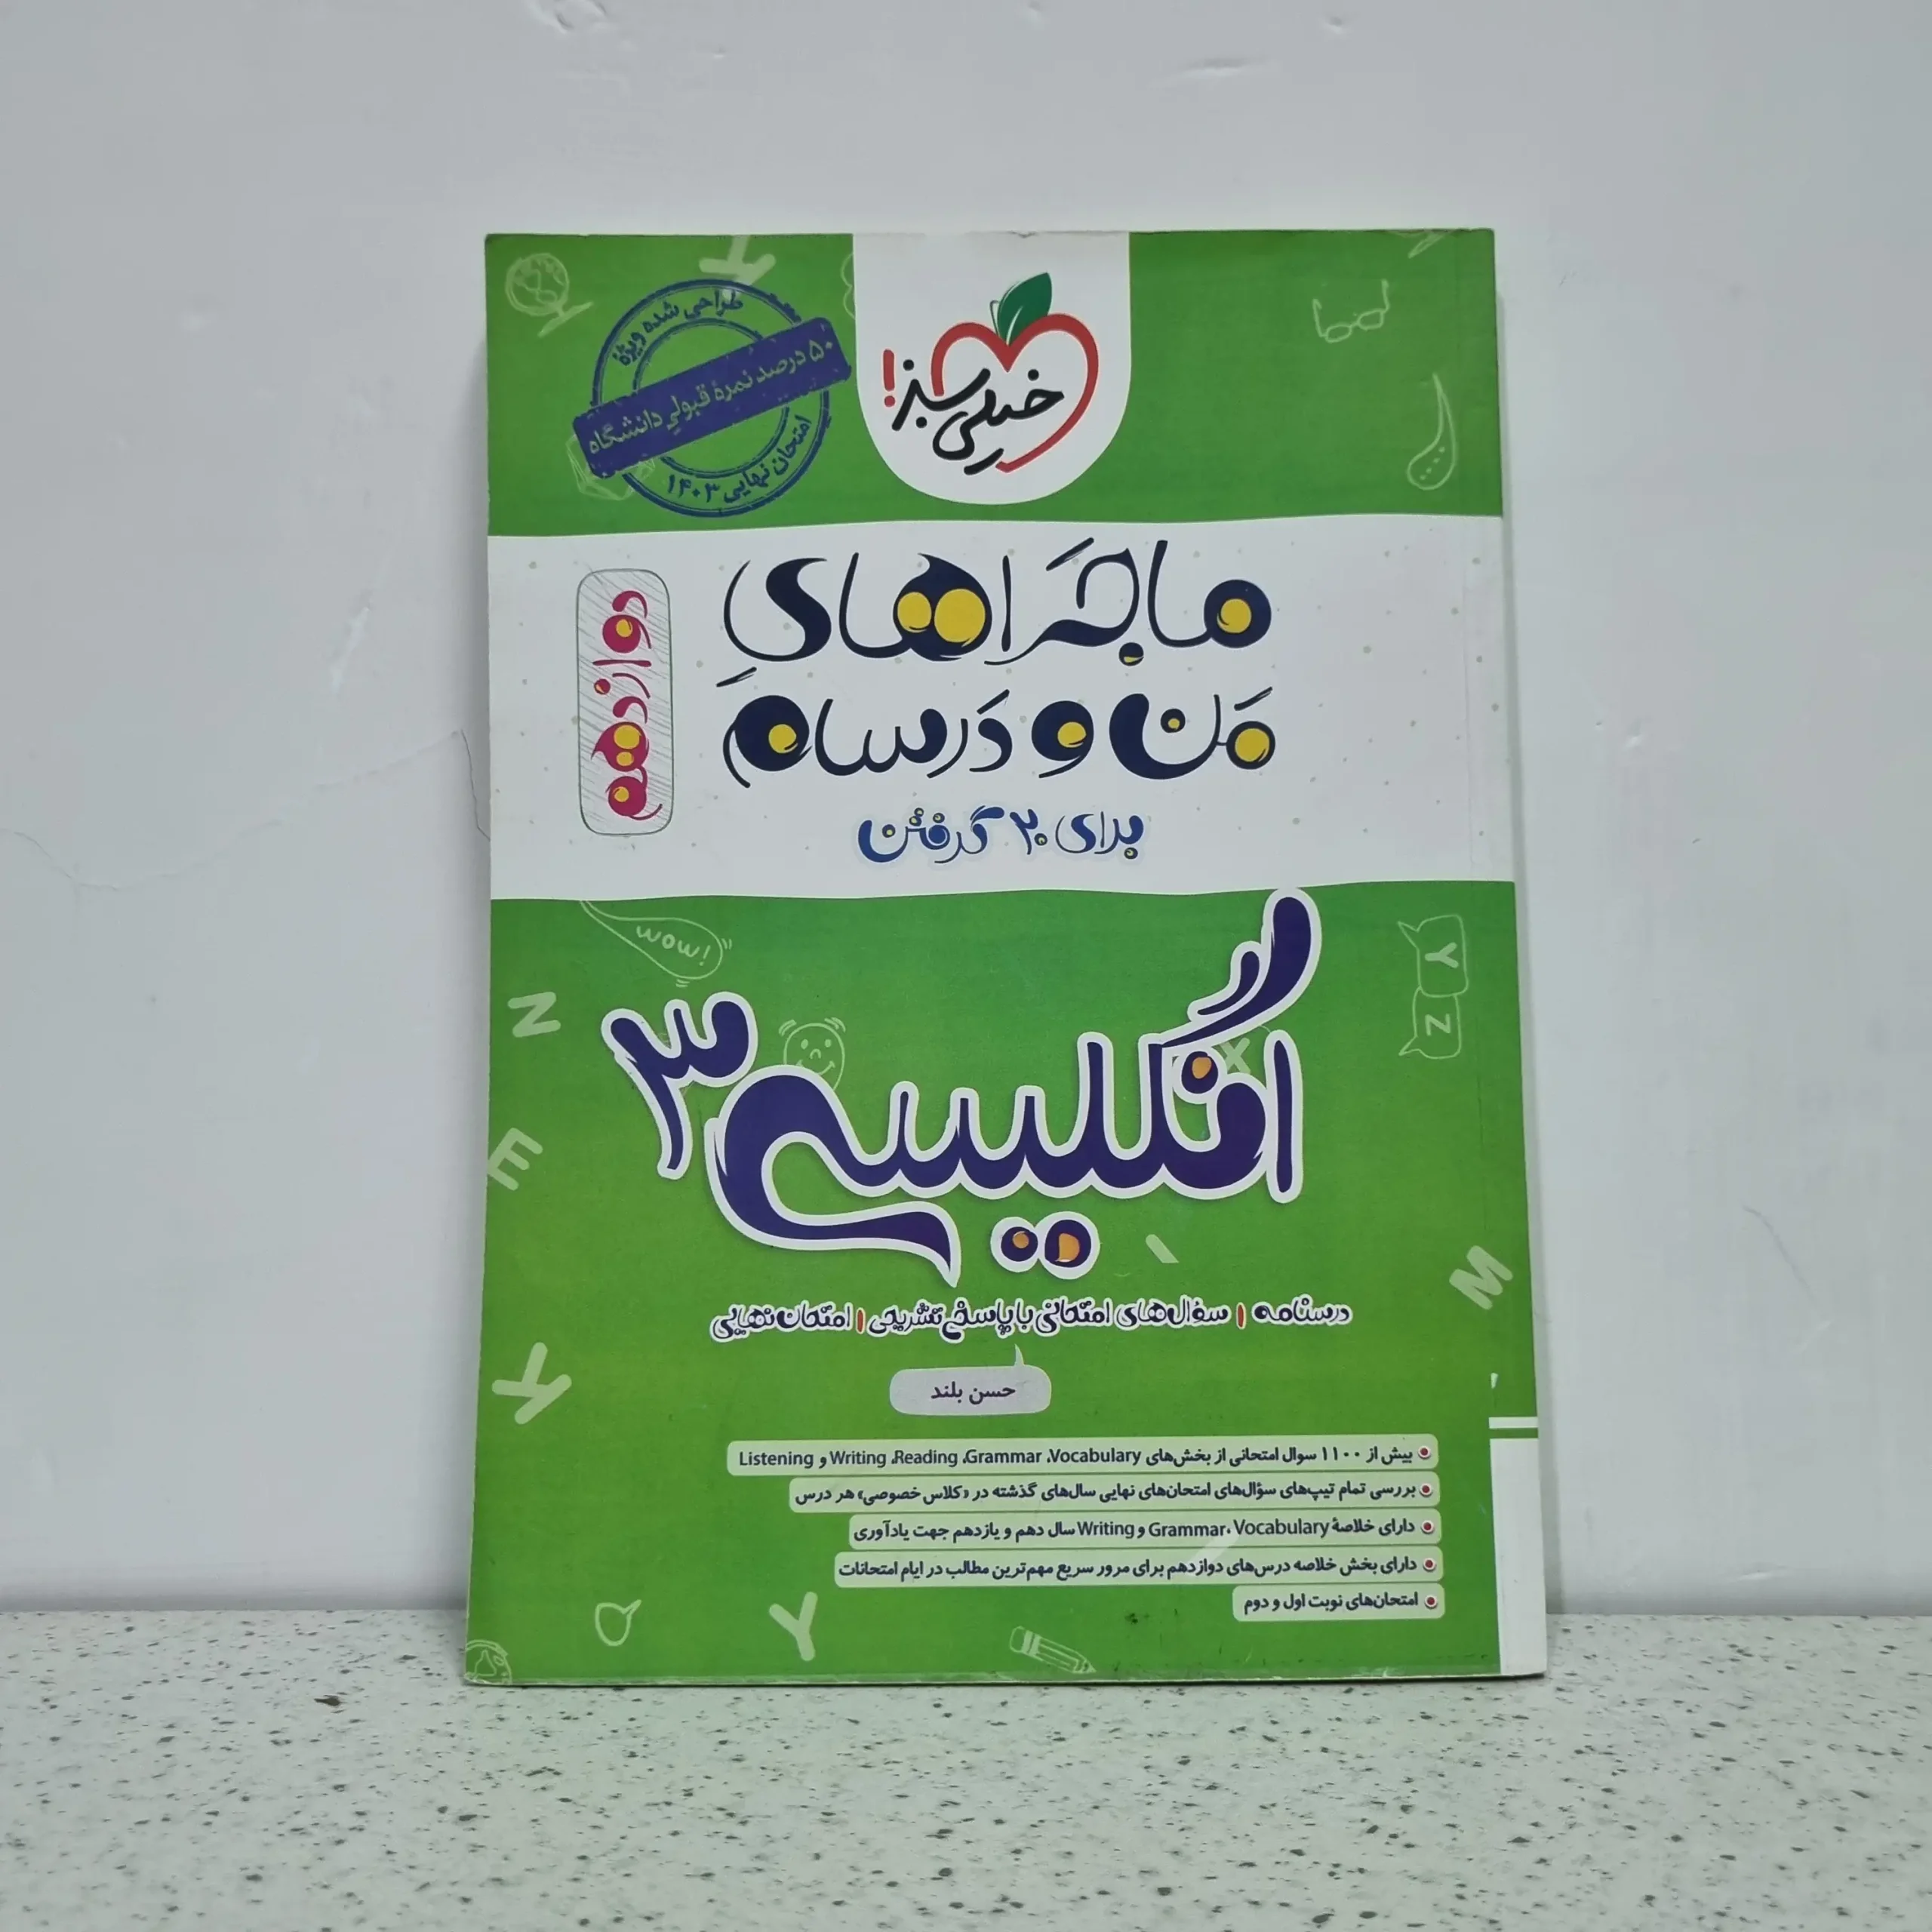 طراحی شده ویژهٔ
۵۰ درصد نمرهٔ قبولی دانشگاه
امتحان نهایی ۱۴۰۳
خیلی سبز!
ماجراهایِ
مَن و دَرسام
برای ۲۰ گرفتن
دوازدهم
wow!
انگلیسی ۳
Y
Z
N
X
E
M
Y
درسنامه | سؤال‌های امتحانی با پاسخ تشریحی | امتحان نهایی
حسن بلند
بیش از ۱۱۰۰ سوال امتحانی از بخش‌های Vocabulary، Grammar، Reading، Writing و Listening
بررسی تمام تیپ‌های سؤال‌های امتحان‌های نهایی سال‌های گذشته در «کلاس خصوصی» هر درس
دارای خلاصهٔ Vocabulary ،Grammar و Writing سال دهم و یازدهم جهت یادآوری
دارای بخش خلاصه درس‌های دوازدهم برای مرور سریع مهم‌ترین مطالب در ایام امتحانات
امتحان‌های نوبت اول و دوم
Y